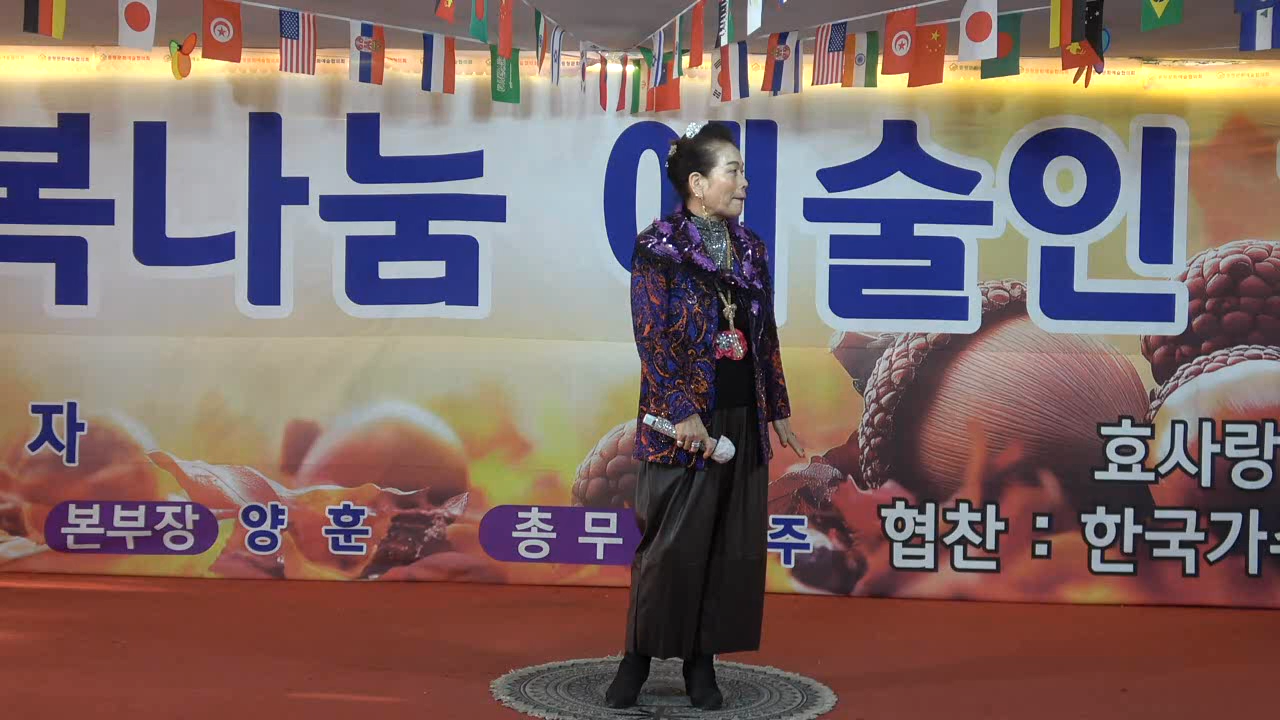 복나눔 예술인
자
효사랑
본부장 양 훈 총 무 주
협찬 : 한국가